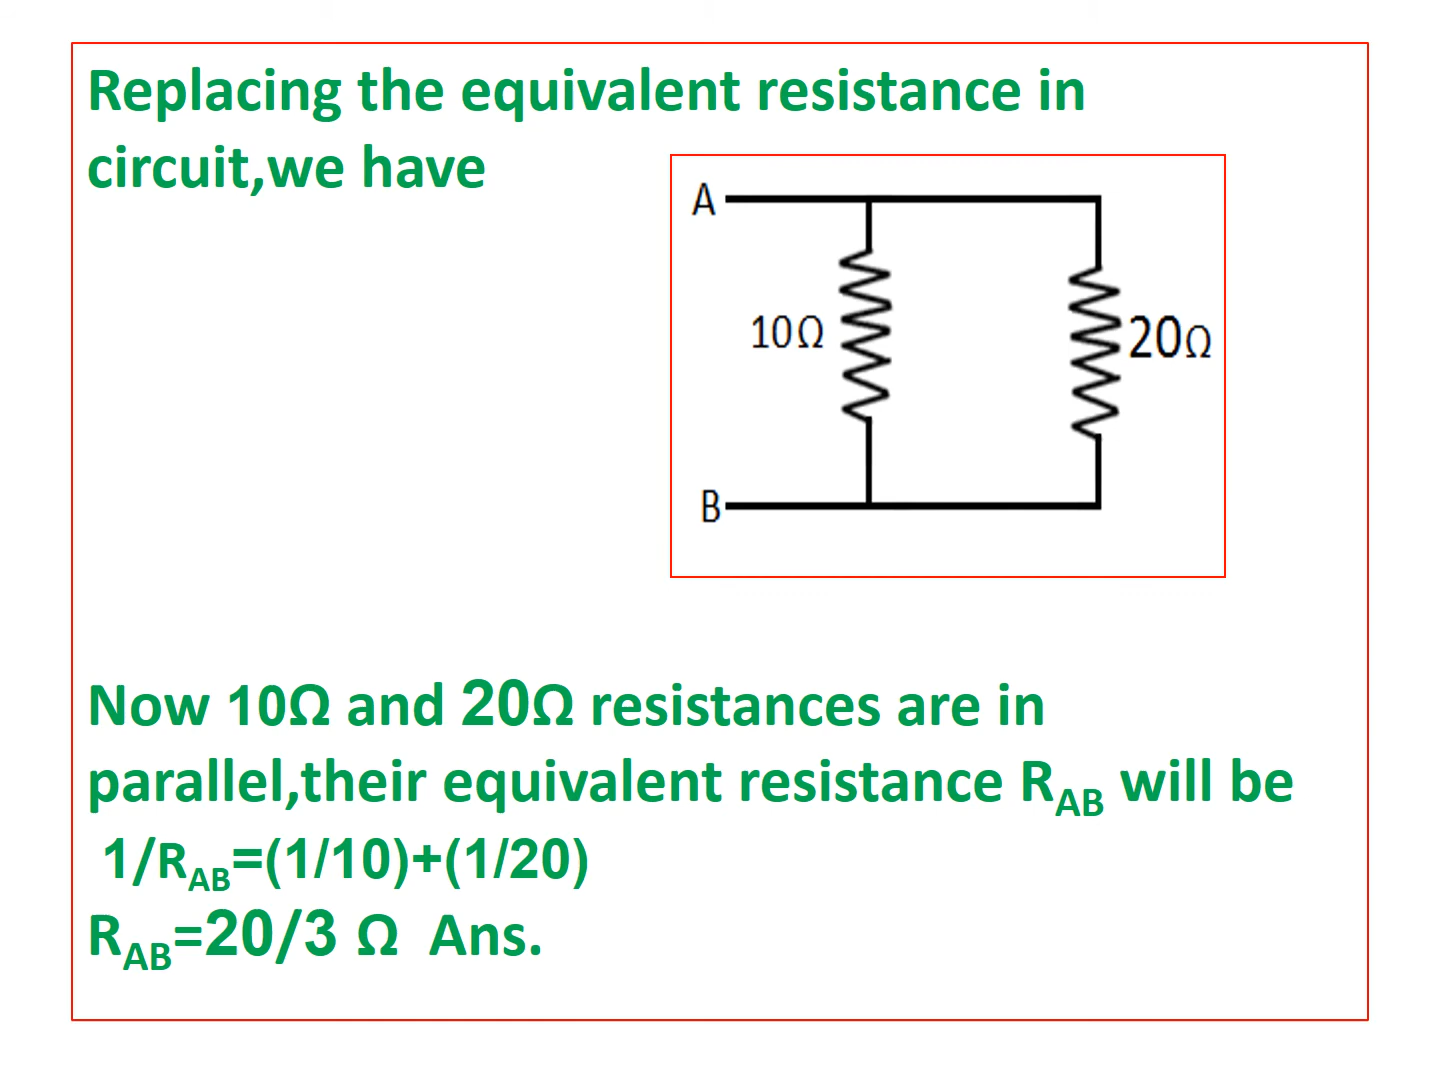 Replacing the equivalent resistance in
circuit,we have
A
10Ω
20Ω
B
Now 10Ω and 20Ω resistances are in
parallel,their equivalent resistance RAB will be
1/RAB=(1/10)+(1/20)
RAB=20/3 Ω Ans.